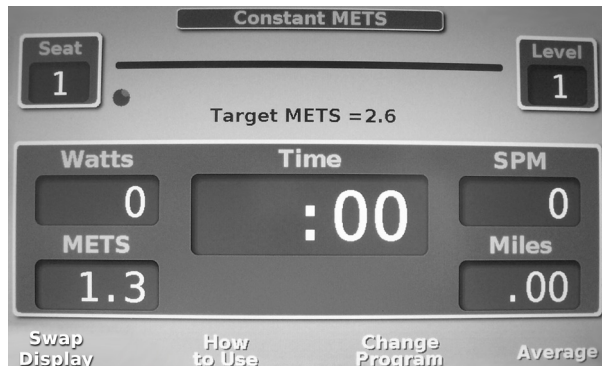 Constant METS
Seat
1
Level
1
Target METS =2.6
Watts
0
Time
:00
SPM
0
METS
1.3
Miles
.00
Swap
Display
How
to Use
Change
Program
Average